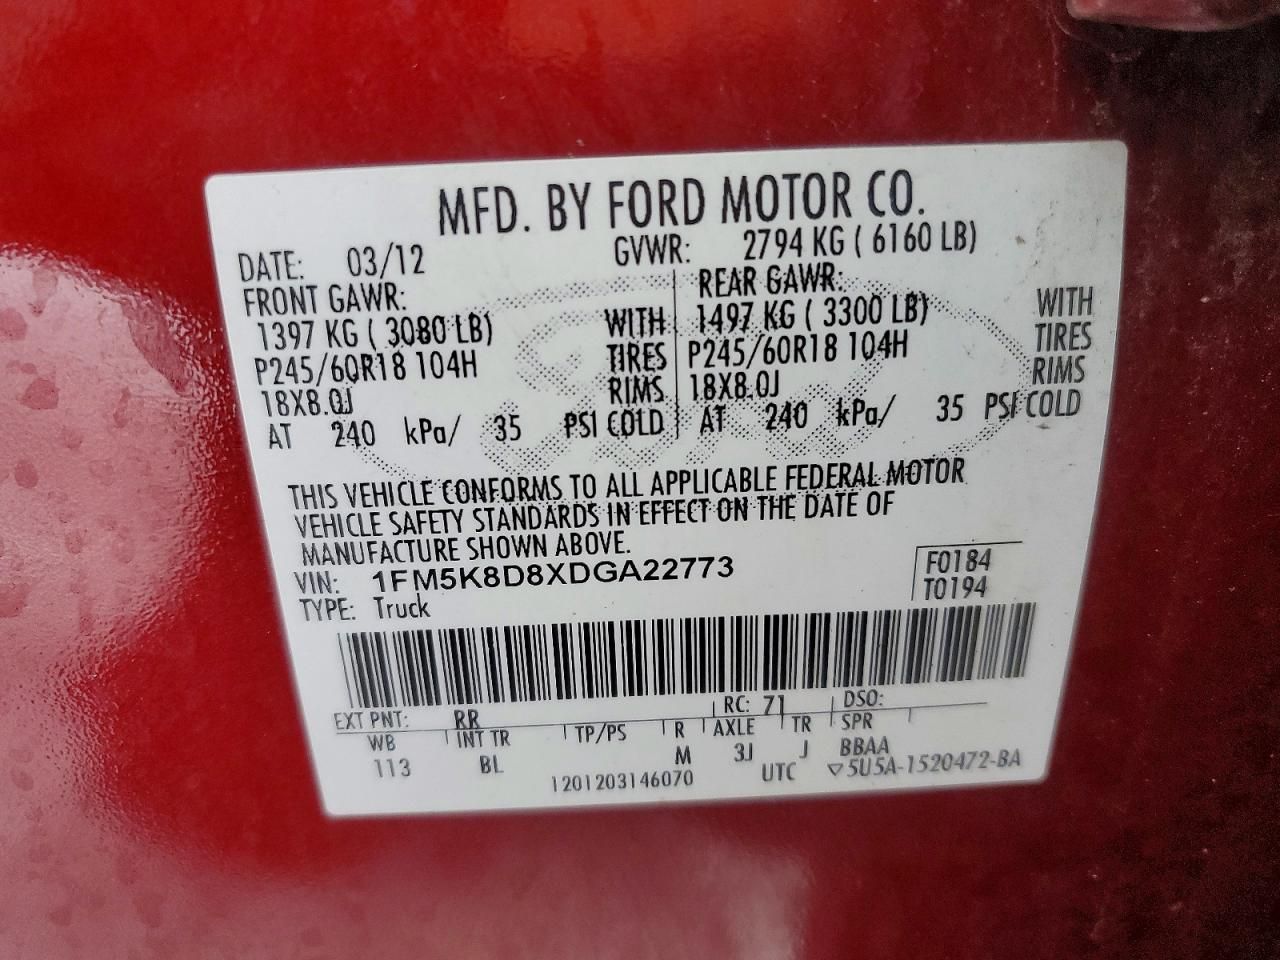 MFD. BY FORD MOTOR CO.
DATE: 03/12 GVWR: 2794 KG ( 6160 LB)
FRONT GAWR: REAR GAWR:
1397 KG ( 3080 LB) WITH 1497 KG ( 3300 LB) WITH
P245/60R18 104H TIRES P245/60R18 104H TIRES
18X8.0J RIMS 18X8.0J RIMS
AT 240 kPa/ 35 PSI COLD AT 240 kPa/ 35 PSI COLD
THIS VEHICLE CONFORMS TO ALL APPLICABLE FEDERAL MOTOR
VEHICLE SAFETY STANDARDS IN EFFECT ON THE DATE OF
MANUFACTURE SHOWN ABOVE.
VIN: 1FM5K8D8XDGA22773 F0184
TYPE: Truck T0194
EXT PNT: RR RC: 71 DSO:
WB INT TR TP/PS R AXLE TR SPR
113 BL M 3J J BBAA
1201203146070 UTC ▽5U5A-1520472-BA